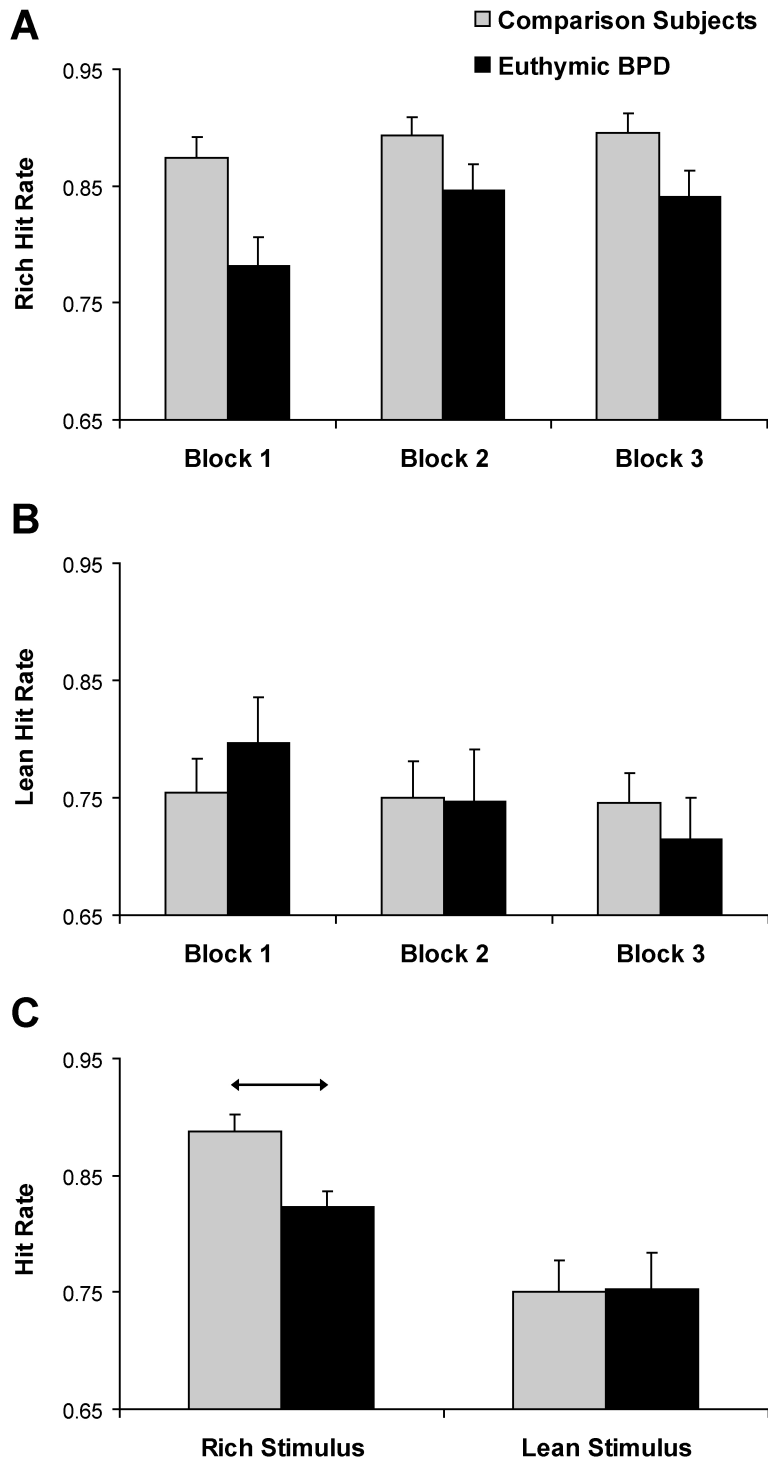 A
Comparison Subjects
Euthymic BPD
Rich Hit Rate
0.95
0.85
0.75
0.65
Block 1 Block 2 Block 3
B
Lean Hit Rate
0.95
0.85
0.75
0.65
Block 1 Block 2 Block 3
C
Hit Rate
0.95
0.85
0.75
0.65
Rich Stimulus Lean Stimulus